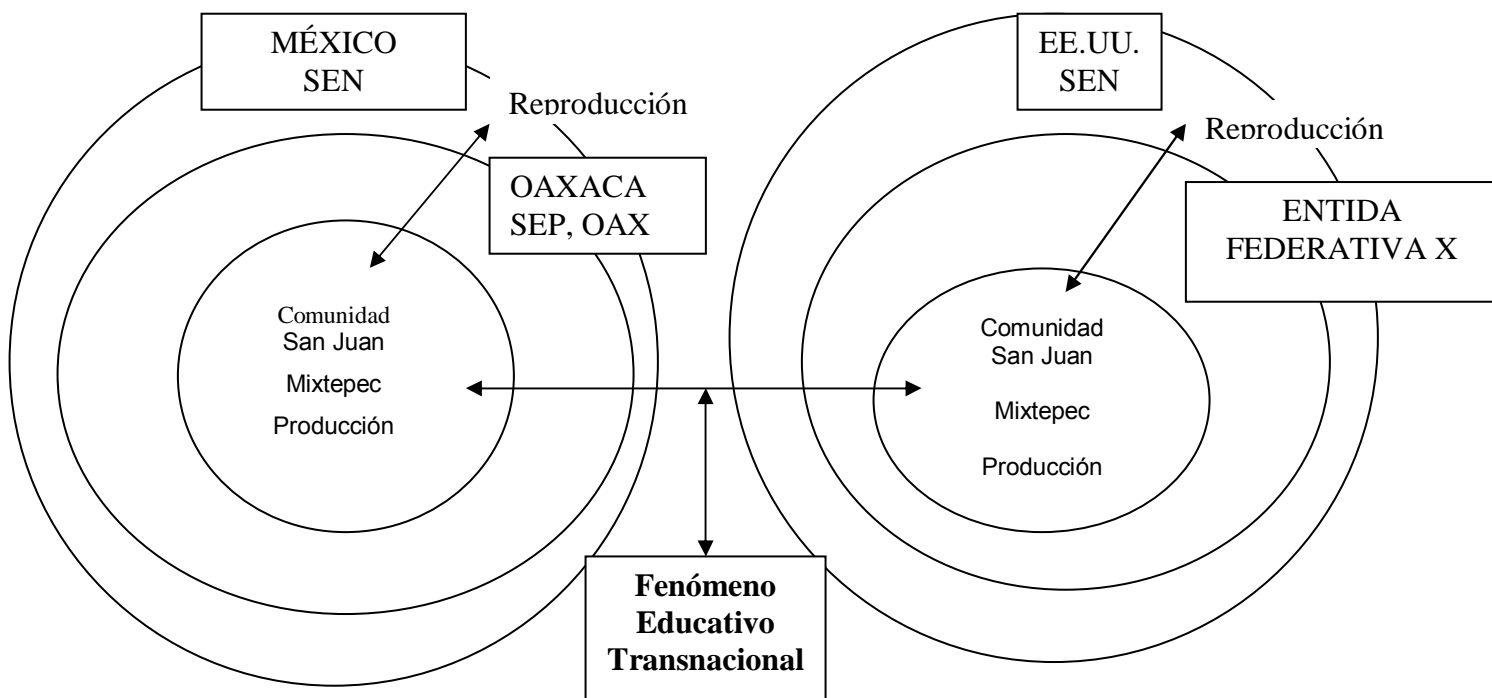 MÉXICO
SEN
Reproducción
OAXACA
SEP, OAX
Comunidad
San Juan
Mixtepec
Producción
EE.UU.
SEN
Reproducción
ENTIDA
FEDERATIVA X
Comunidad
San Juan
Mixtepec
Producción
Fenómeno
Educativo
Transnacional